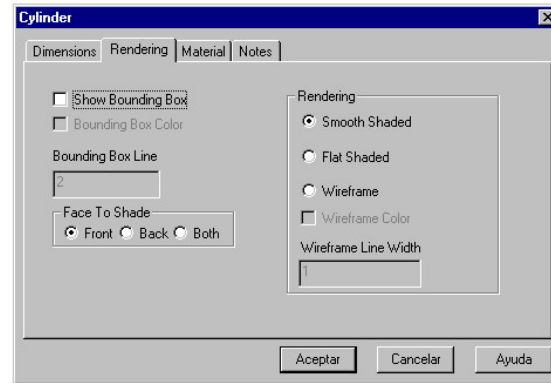 Cylinder
Dimensions Rendering Material Notes
Show Bounding Box
Bounding Box Color
Bounding Box Line
2
Face To Shade
Front Back Both
Rendering
Smooth Shaded
Flat Shaded
Wireframe
Wireframe Color
Wireframe Line Width
1
Aceptar Cancelar Ayuda